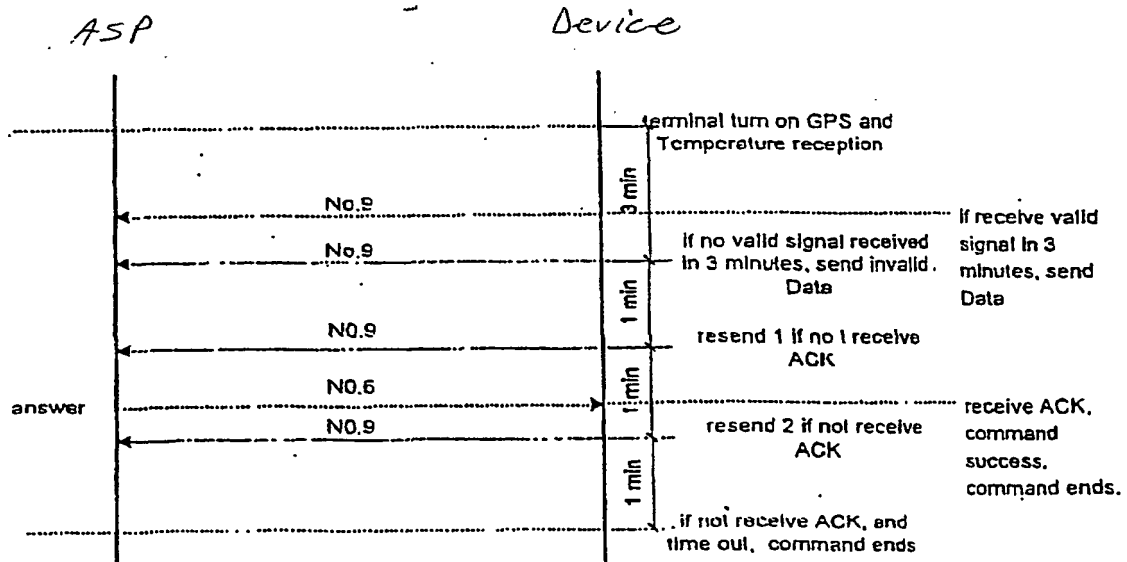 ASP
Device
terminal turn on GPS and
Temperature reception
3 min
No.9
if receive valid
signal in 3
minutes, send
Data
No.9
if no valid signal received
in 3 minutes, send invalid.
Data
1 min
N0.9
resend 1 if no t receive
ACK
answer
N0.6
1 min
receive ACK,
command
success.
command ends.
N0.9
resend 2 if not receive
ACK
1 min
if not receive ACK, and
time out, command ends